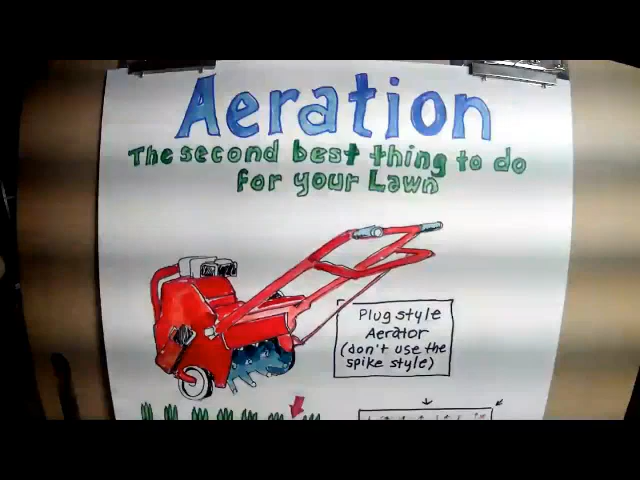 Aeration
The second best thing to do
for your Lawn
Plug style
Aerator
(don't use the
spike style)